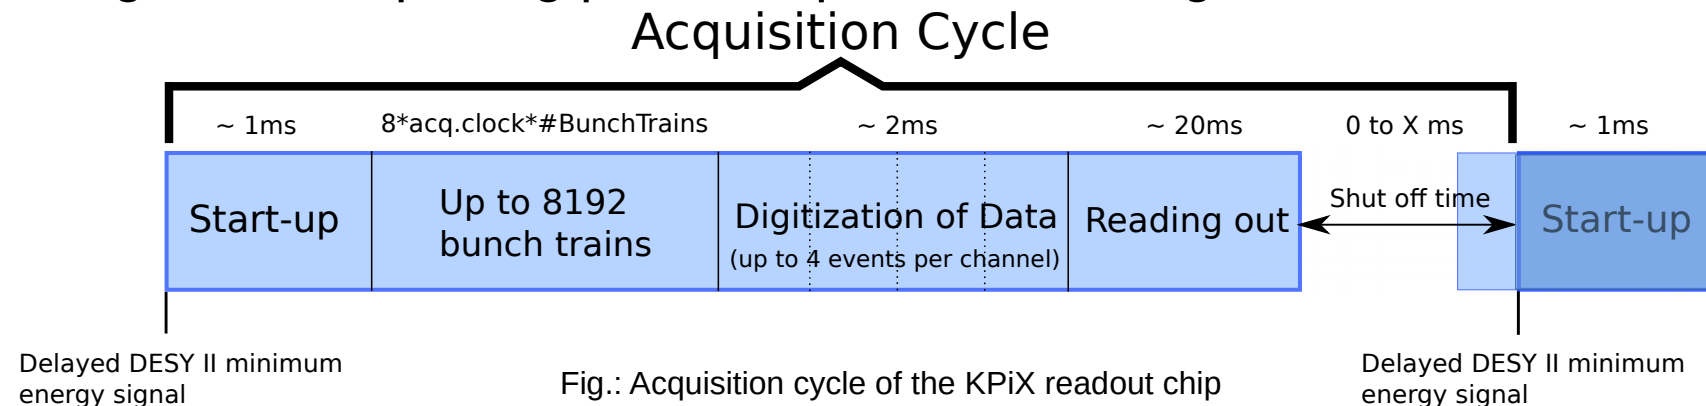 Acquisition Cycle
~ 1ms
8*acq.clock*#BunchTrains
~ 2ms
~ 20ms
0 to X ms
~ 1ms
Start-up
Up to 8192
bunch trains
Digitization of Data
(up to 4 events per channel)
Reading out
Shut off time
Start-up
Delayed DESY II minimum
energy signal
Fig.: Acquisition cycle of the KPiX readout chip
Delayed DESY II minimum
energy signal